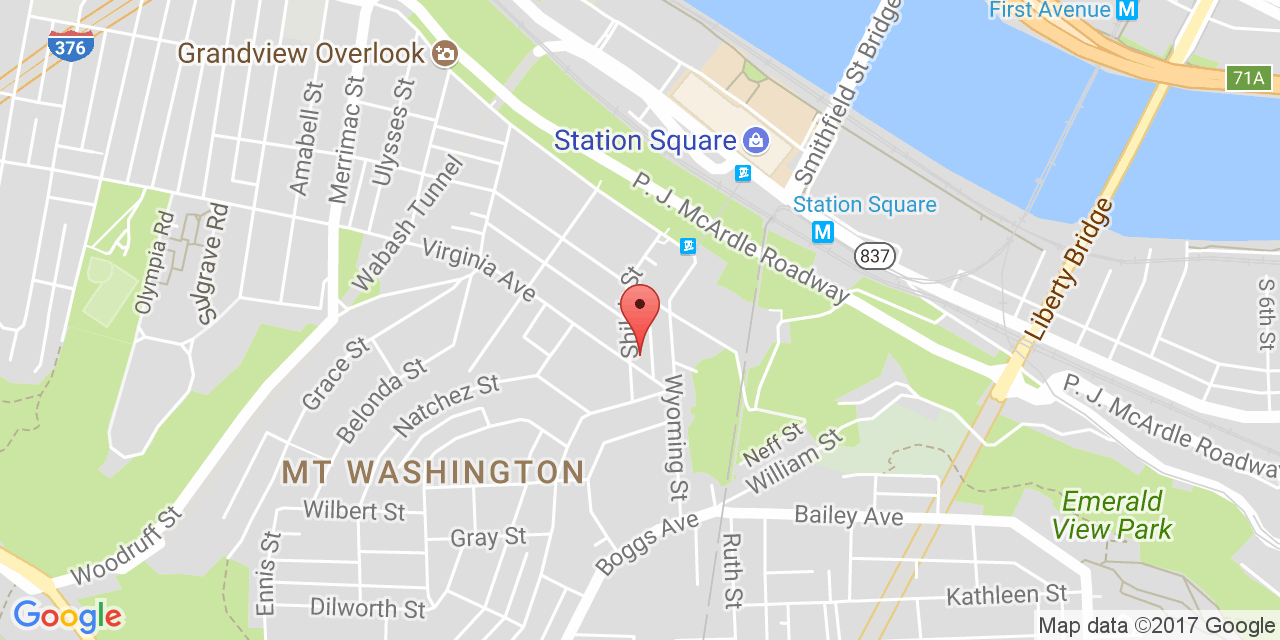 First Avenue M
376
Grandview Overlook
71A
Smithfield St Bridge
Amabell St
Merrimac St
Ulysses St
Station Square
Wabash Tunnel
P. J. McArdle Roadway
Station Square
M
Olympia Rd
Sulgrave Rd
Virginia Ave
837
Liberty Bridge
S 6th St
Grace St
Belonda St
Natchez St
Wyoming St
P. J. McArdle Roadway
Neff St
William St
MT WASHINGTON
Wilbert St
Gray St
Boggs Ave
Bailey Ave
Emerald
View Park
Woodruff St
Ennis St
Dilworth St
Ruth St
Kathleen St
Google
Map data ©2017 Google